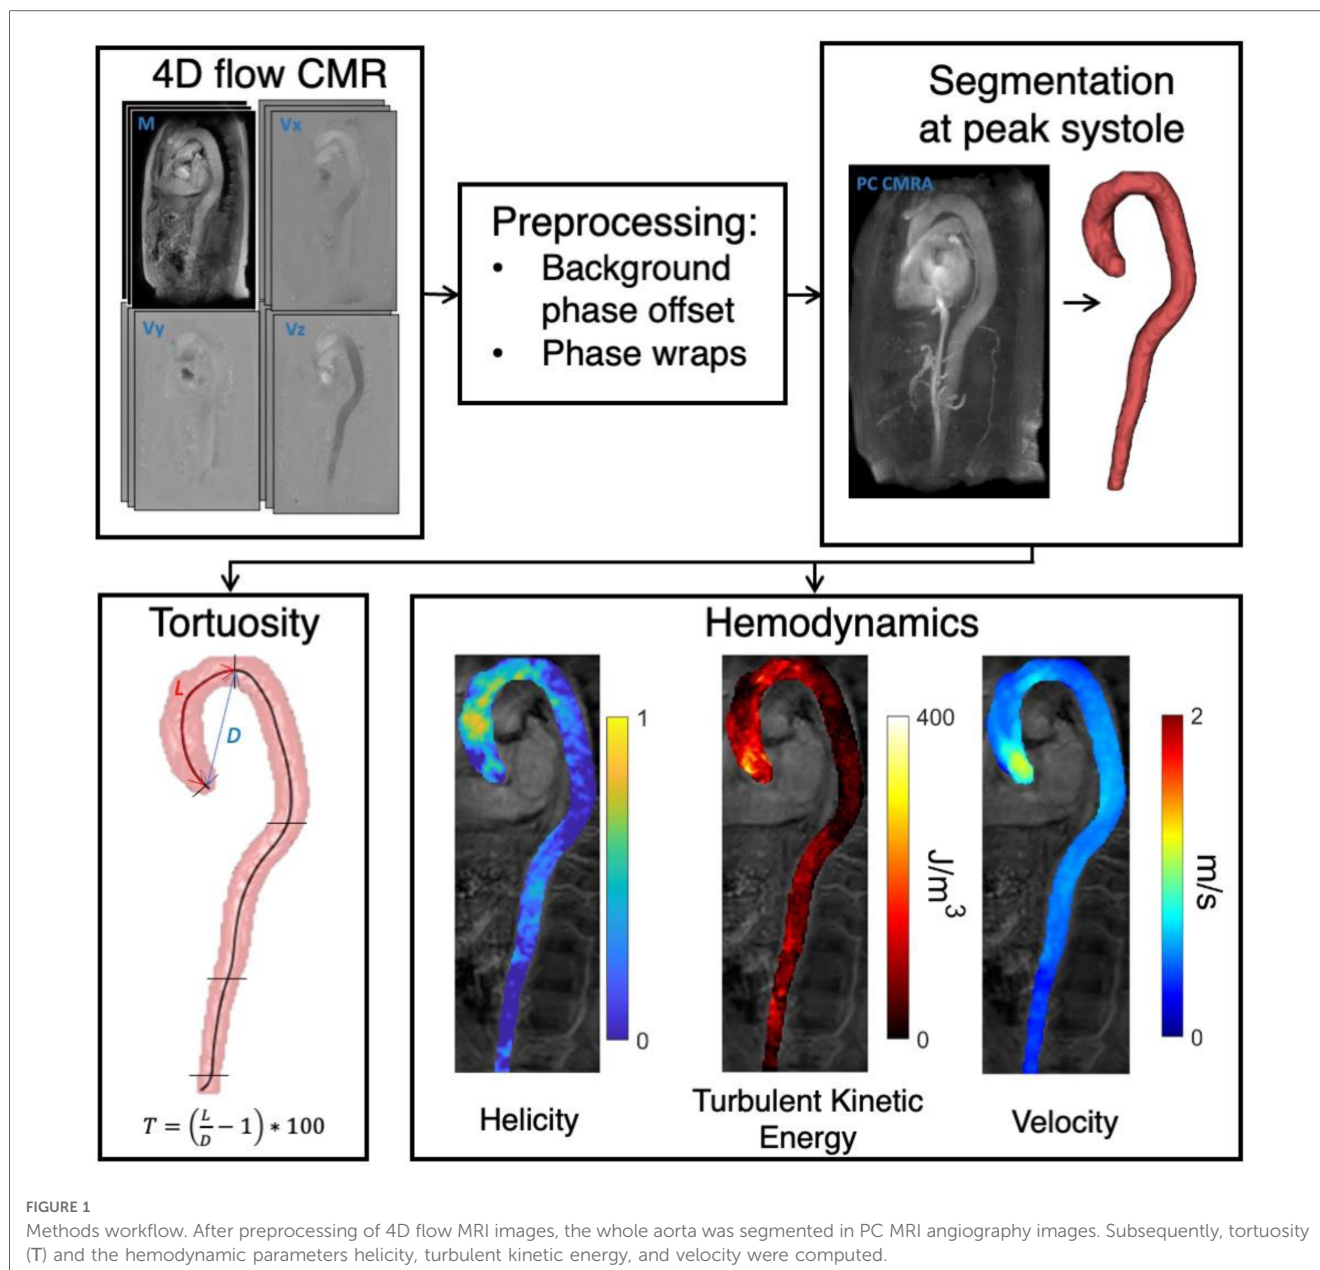 4D flow CMR
M
Vx
Vy
Vz
Preprocessing:
• Background
phase offset
• Phase wraps
Segmentation
at peak systole
PC CMRA
Tortuosity
L
D
T = (L/D − 1) * 100
Hemodynamics
1
0
Helicity
400
0
J/m³
Turbulent Kinetic
Energy
2
0
m/s
Velocity
FIGURE 1
Methods workflow. After preprocessing of 4D flow MRI images, the whole aorta was segmented in PC MRI angiography images. Subsequently, tortuosity
(T) and the hemodynamic parameters helicity, turbulent kinetic energy, and velocity were computed.